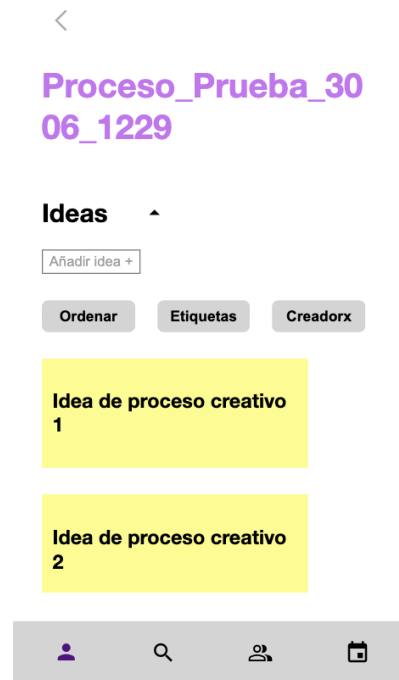 Proceso_Prueba_30
06_1229
Ideas
Añadir idea +
Ordenar Etiquetas Creadorx
Idea de proceso creativo
1
Idea de proceso creativo
2